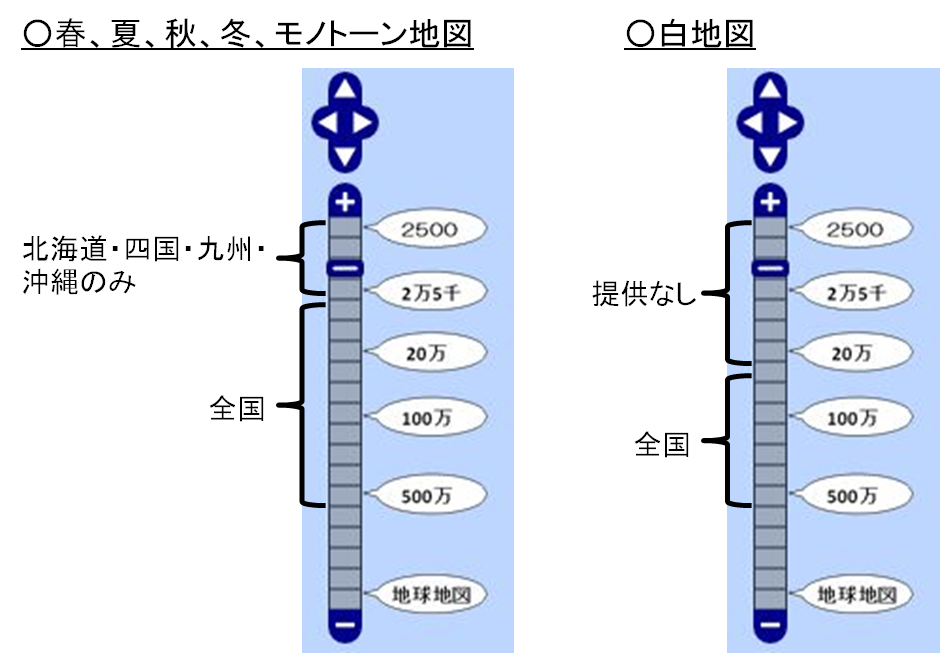 〇春、夏、秋、冬、モノトーン地図
北海道・四国・九州・
沖縄のみ
全国
2500
2万5千
20万
100万
500万
地球地図
〇白地図
提供なし
全国
2500
2万5千
20万
100万
500万
地球地図